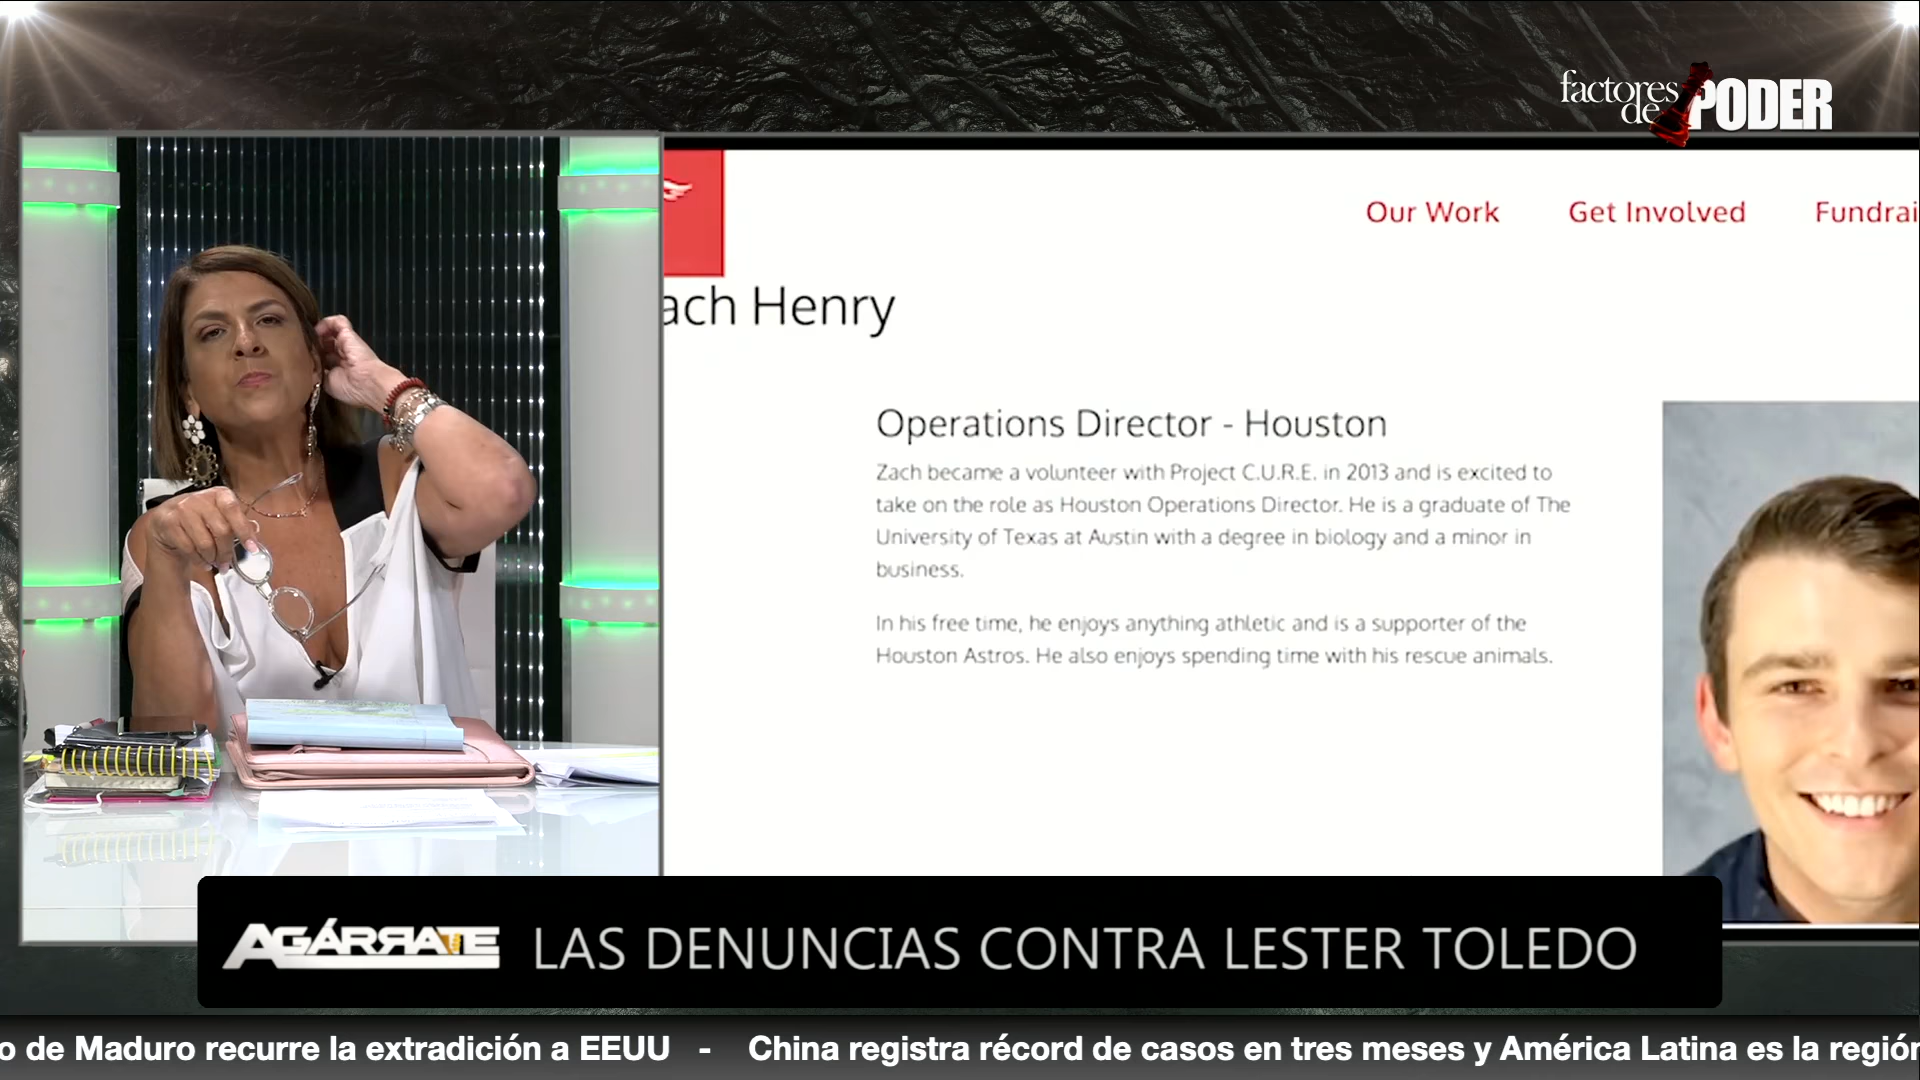 factores
de PODER
Our Work Get Involved Fundrai
ach Henry
Operations Director - Houston
Zach became a volunteer with Project C.U.R.E. in 2013 and is excited to
take on the role as Houston Operations Director. He is a graduate of The
University of Texas at Austin with a degree in biology and a minor in
business.
In his free time, he enjoys anything athletic and is a supporter of the
Houston Astros. He also enjoys spending time with his rescue animals.
AGÁRRATE LAS DENUNCIAS CONTRA LESTER TOLEDO
o de Maduro recurre la extradición a EEUU - China registra récord de casos en tres meses y América Latina es la región